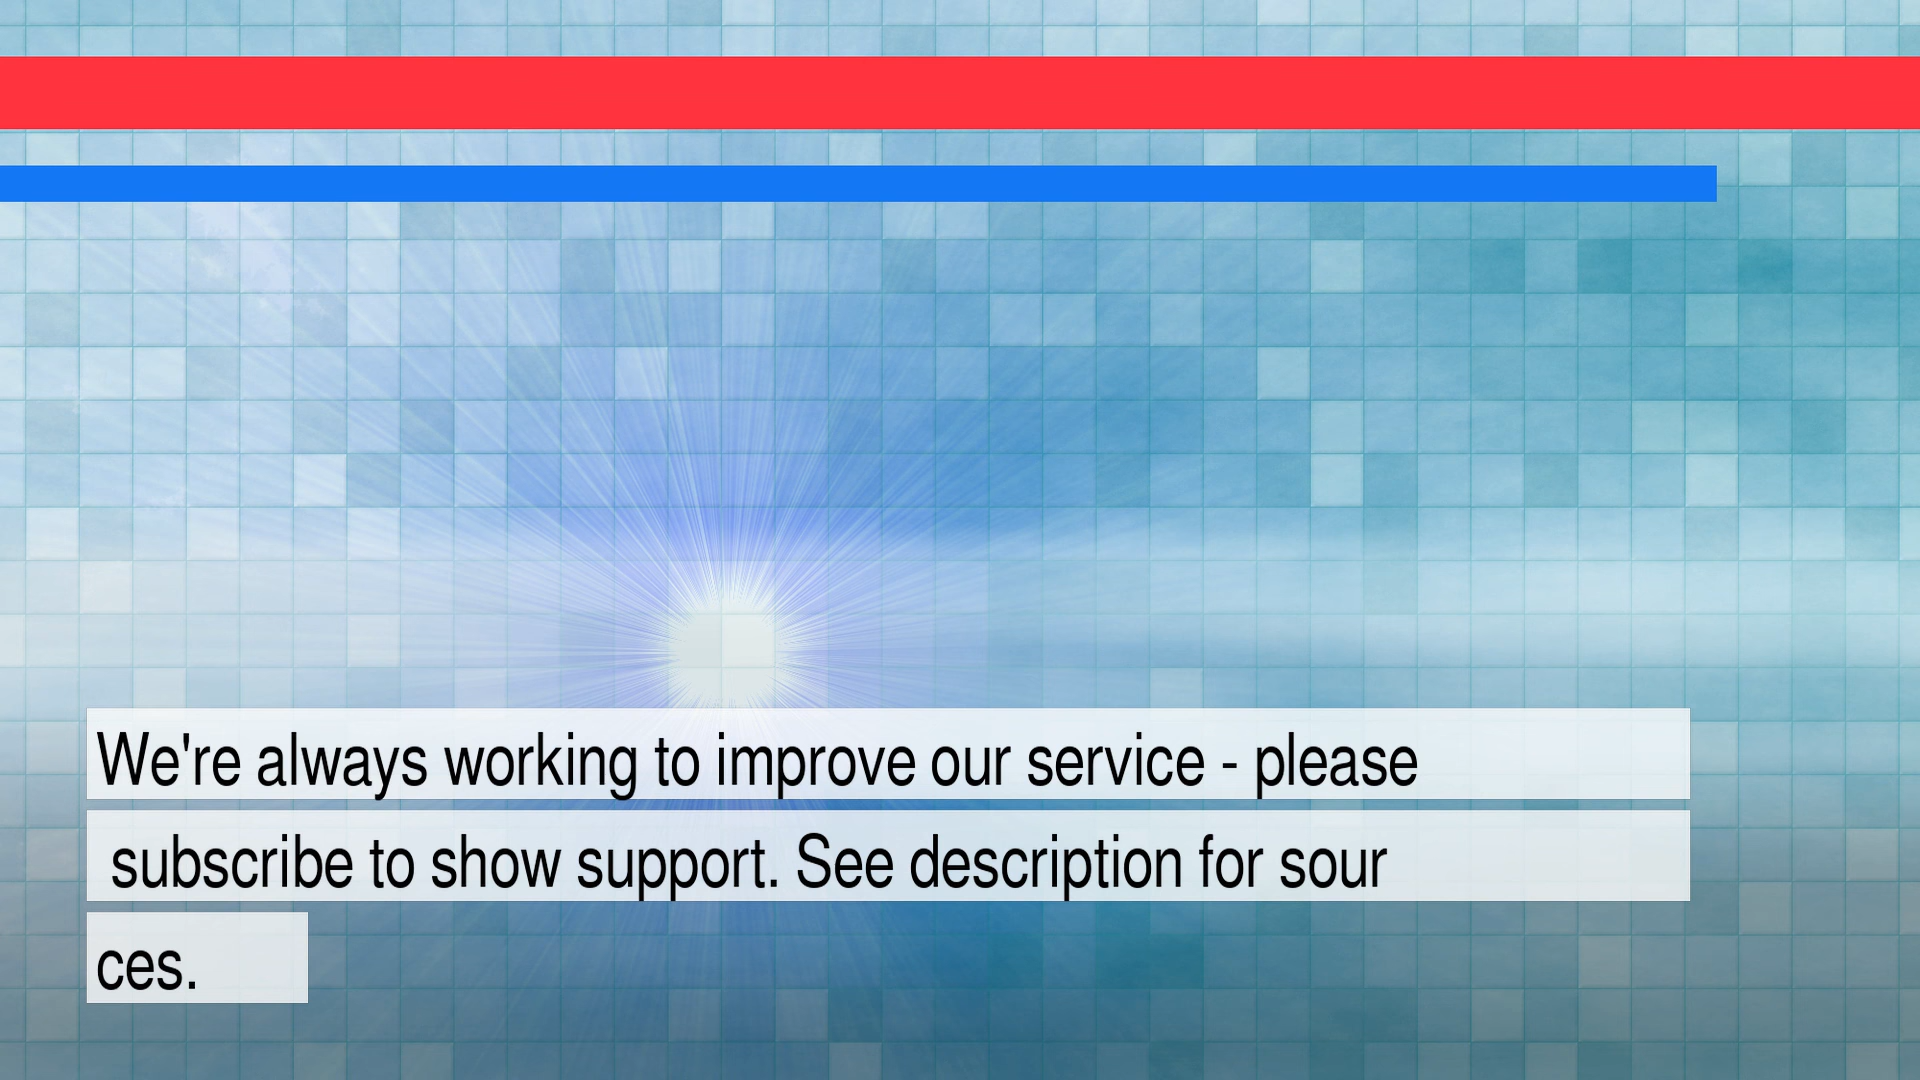 We're always working to improve our service - please
subscribe to show support. See description for sour
ces.